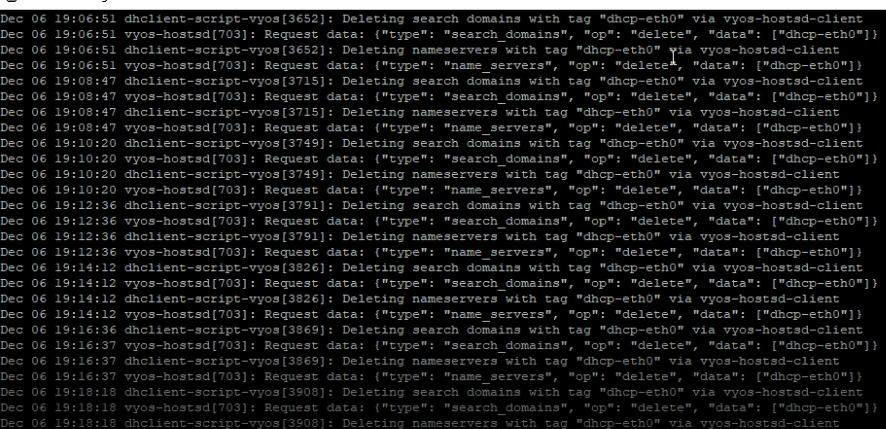 Dec 06 19:06:51 dhclient-script-vyos[3652]: Deleting search domains with tag "dhcp-eth0" via vyos-hostsd-client
Dec 06 19:06:51 vyos-hostsd[703]: Request data: {"type": "search_domains", "op": "delete", "data": ["dhcp-eth0"]}
Dec 06 19:06:51 dhclient-script-vyos[3652]: Deleting nameservers with tag "dhcp-eth0" via vyos-hostsd-client
Dec 06 19:06:51 vyos-hostsd[703]: Request data: {"type": "name_servers", "op": "delete", "data": ["dhcp-eth0"]}
Dec 06 19:08:47 dhclient-script-vyos[3715]: Deleting search domains with tag "dhcp-eth0" via vyos-hostsd-client
Dec 06 19:08:47 vyos-hostsd[703]: Request data: {"type": "search_domains", "op": "delete", "data": ["dhcp-eth0"]}
Dec 06 19:08:47 dhclient-script-vyos[3715]: Deleting nameservers with tag "dhcp-eth0" via vyos-hostsd-client
Dec 06 19:08:47 vyos-hostsd[703]: Request data: {"type": "name_servers", "op": "delete", "data": ["dhcp-eth0"]}
Dec 06 19:10:20 dhclient-script-vyos[3749]: Deleting search domains with tag "dhcp-eth0" via vyos-hostsd-client
Dec 06 19:10:20 vyos-hostsd[703]: Request data: {"type": "search_domains", "op": "delete", "data": ["dhcp-eth0"]}
Dec 06 19:10:20 dhclient-script-vyos[3749]: Deleting nameservers with tag "dhcp-eth0" via vyos-hostsd-client
Dec 06 19:10:20 vyos-hostsd[703]: Request data: {"type": "name_servers", "op": "delete", "data": ["dhcp-eth0"]}
Dec 06 19:12:36 dhclient-script-vyos[3791]: Deleting search domains with tag "dhcp-eth0" via vyos-hostsd-client
Dec 06 19:12:36 vyos-hostsd[703]: Request data: {"type": "search_domains", "op": "delete", "data": ["dhcp-eth0"]}
Dec 06 19:12:36 dhclient-script-vyos[3791]: Deleting nameservers with tag "dhcp-eth0" via vyos-hostsd-client
Dec 06 19:12:36 vyos-hostsd[703]: Request data: {"type": "name_servers", "op": "delete", "data": ["dhcp-eth0"]}
Dec 06 19:14:12 dhclient-script-vyos[3826]: Deleting search domains with tag "dhcp-eth0" via vyos-hostsd-client
Dec 06 19:14:12 vyos-hostsd[703]: Request data: {"type": "search_domains", "op": "delete", "data": ["dhcp-eth0"]}
Dec 06 19:14:12 dhclient-script-vyos[3826]: Deleting nameservers with tag "dhcp-eth0" via vyos-hostsd-client
Dec 06 19:14:12 vyos-hostsd[703]: Request data: {"type": "name_servers", "op": "delete", "data": ["dhcp-eth0"]}
Dec 06 19:16:36 dhclient-script-vyos[3869]: Deleting search domains with tag "dhcp-eth0" via vyos-hostsd-client
Dec 06 19:16:37 vyos-hostsd[703]: Request data: {"type": "search_domains", "op": "delete", "data": ["dhcp-eth0"]}
Dec 06 19:16:37 dhclient-script-vyos[3869]: Deleting nameservers with tag "dhcp-eth0" via vyos-hostsd-client
Dec 06 19:16:37 vyos-hostsd[703]: Request data: {"type": "name_servers", "op": "delete", "data": ["dhcp-eth0"]}
Dec 06 19:18:18 dhclient-script-vyos[3908]: Deleting search domains with tag "dhcp-eth0" via vyos-hostsd-client
Dec 06 19:18:18 vyos-hostsd[703]: Request data: {"type": "search_domains", "op": "delete", "data": ["dhcp-eth0"]}
Dec 06 19:18:18 dhclient-script-vyos[3908]: Deleting nameservers with tag "dhcp-eth0" via vyos-hostsd-client